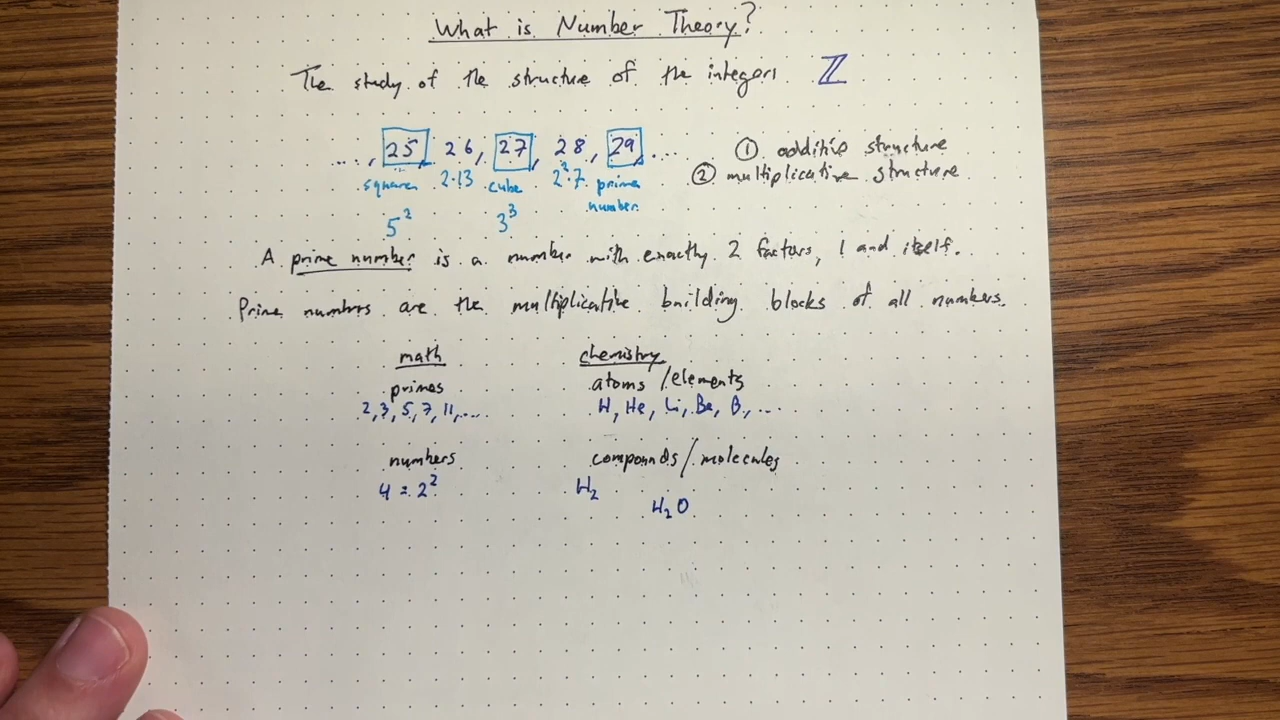 What is Number Theory?
The study of the structure of the integers ℤ
...., 25, 26, 27, 28, 29, ....
square 2·13 cube 2²·7 prime number
5² 3³
① additive structure
② multiplicative structure
A prime number is a number with exactly 2 factors, 1 and itself.
Prime numbers are the multiplicative building blocks of all numbers.
math chemistry
primes atoms/elements
2, 3, 5, 7, 11, .... H, He, Li, Be, B, ...
numbers compounds/molecules
4 = 2² H₂ H₂O